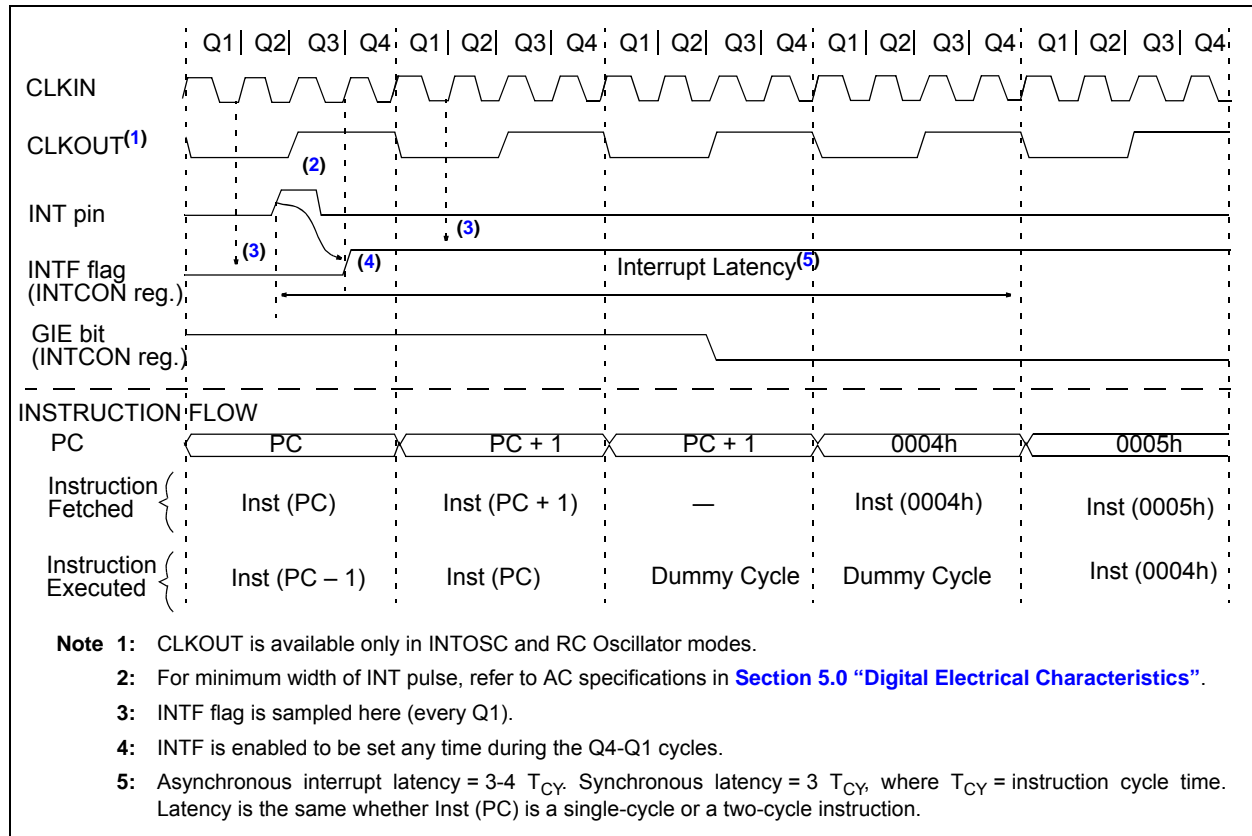 Q1| Q2| Q3| Q4 Q1| Q2| Q3| Q4 Q1| Q2| Q3| Q4 Q1| Q2| Q3| Q4 Q1| Q2| Q3| Q4
CLKIN
CLKOUT(1)
(2)
INT pin
(3)
(3)
(4)
INTF flag
(INTCON reg.)
Interrupt Latency(5)
GIE bit
(INTCON reg.)
INSTRUCTION FLOW
PC PC PC + 1 PC + 1 0004h 0005h
Instruction
Fetched
Inst (PC) Inst (PC + 1) — Inst (0004h) Inst (0005h)
Instruction
Executed
Inst (PC – 1) Inst (PC) Dummy Cycle Dummy Cycle Inst (0004h)
Note 1: CLKOUT is available only in INTOSC and RC Oscillator modes.
2: For minimum width of INT pulse, refer to AC specifications in Section 5.0 “Digital Electrical Characteristics”.
3: INTF flag is sampled here (every Q1).
4: INTF is enabled to be set any time during the Q4-Q1 cycles.
5: Asynchronous interrupt latency = 3-4 TCY. Synchronous latency = 3 TCY, where TCY = instruction cycle time.
Latency is the same whether Inst (PC) is a single-cycle or a two-cycle instruction.